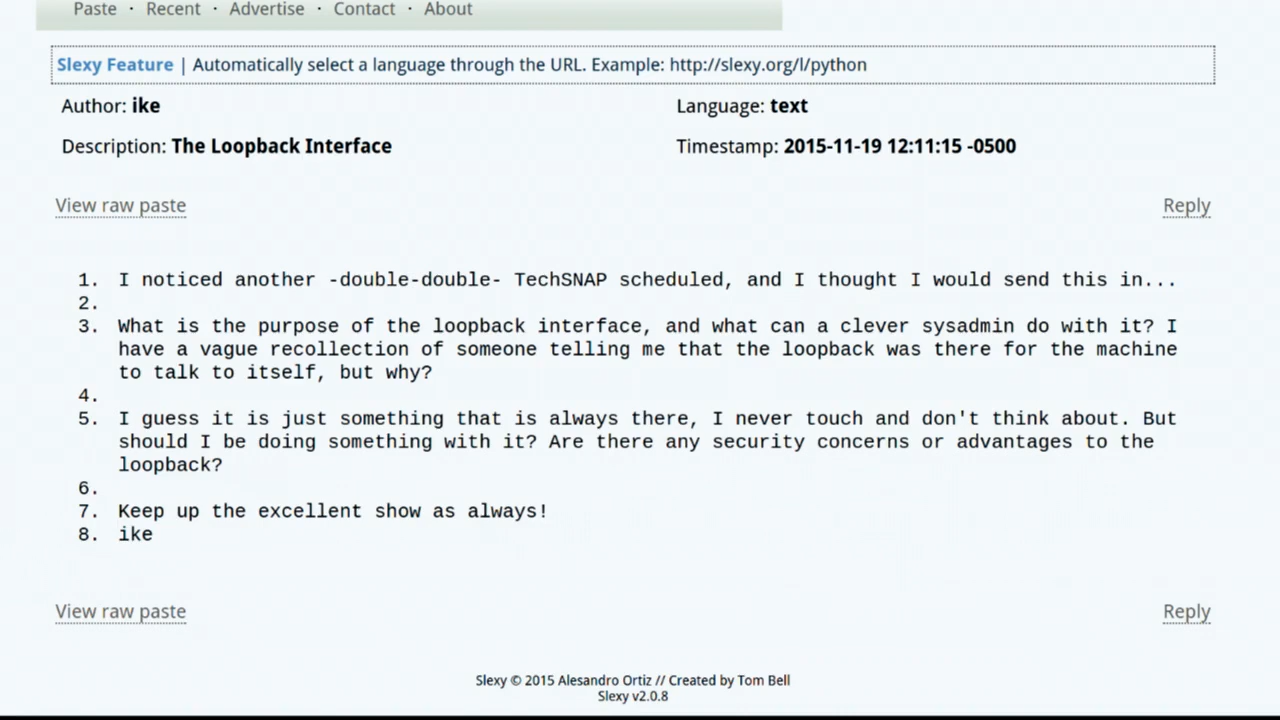 Paste · Recent · Advertise · Contact · About
Slexy Feature | Automatically select a language through the URL. Example: http://slexy.org/l/python
Author: ike
Language: text
Description: The Loopback Interface
Timestamp: 2015-11-19 12:11:15 -0500
View raw paste
Reply
1. I noticed another -double-double- TechSNAP scheduled, and I thought I would send this in...
2.
3. What is the purpose of the loopback interface, and what can a clever sysadmin do with it? I
have a vague recollection of someone telling me that the loopback was there for the machine
to talk to itself, but why?
4.
5. I guess it is just something that is always there, I never touch and don't think about. But
should I be doing something with it? Are there any security concerns or advantages to the
loopback?
6.
7. Keep up the excellent show as always!
8. ike
View raw paste
Reply
Slexy © 2015 Alesandro Ortiz // Created by Tom Bell
Slexy v2.0.8